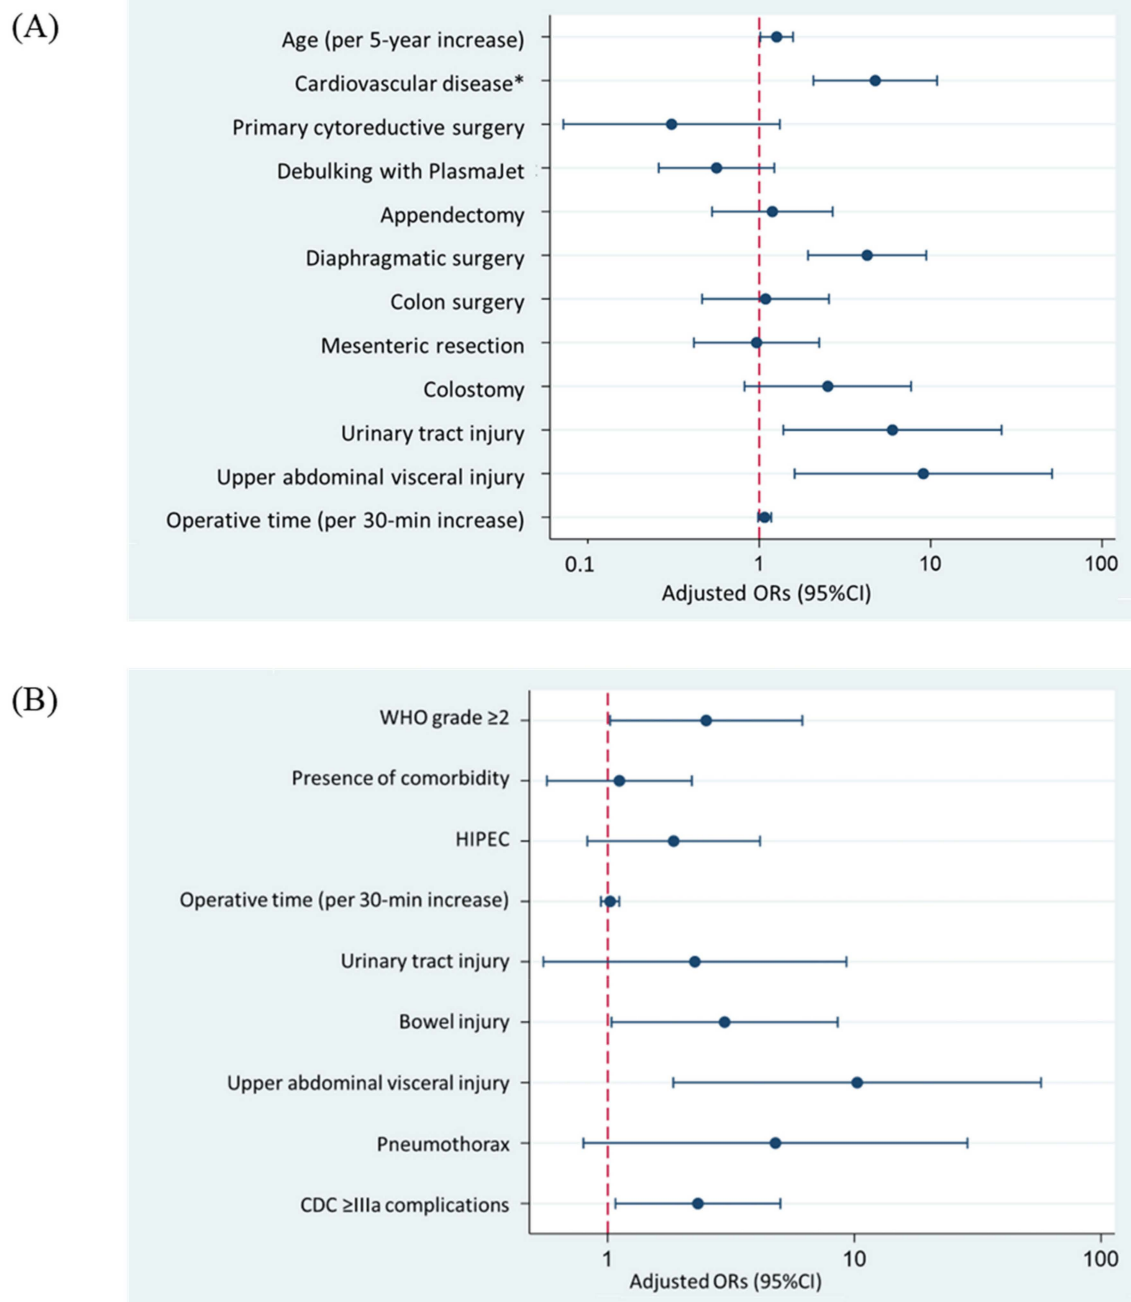 (A)
Age (per 5-year increase)
Cardiovascular disease*
Primary cytoreductive surgery
Debulking with PlasmaJet
Appendectomy
Diaphragmatic surgery
Colon surgery
Mesenteric resection
Colostomy
Urinary tract injury
Upper abdominal visceral injury
Operative time (per 30-min increase)
0.1 1 10 100
Adjusted ORs (95%CI)
(B)
WHO grade ≥2
Presence of comorbidity
HIPEC
Operative time (per 30-min increase)
Urinary tract injury
Bowel injury
Upper abdominal visceral injury
Pneumothorax
CDC ≥IIIa complications
1 10 100
Adjusted ORs (95%CI)